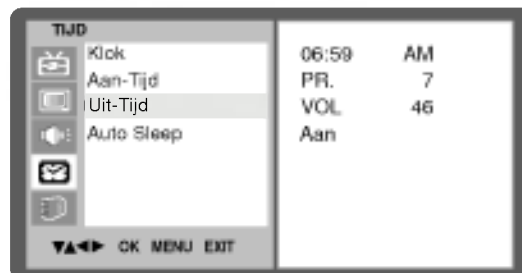 TIJD
Klok
Aan-Tijd
Uit-Tijd
Auto Sleep
▼▲◄► OK MENU EXIT
06:59 AM
PR. 7
VOL 46
Aan